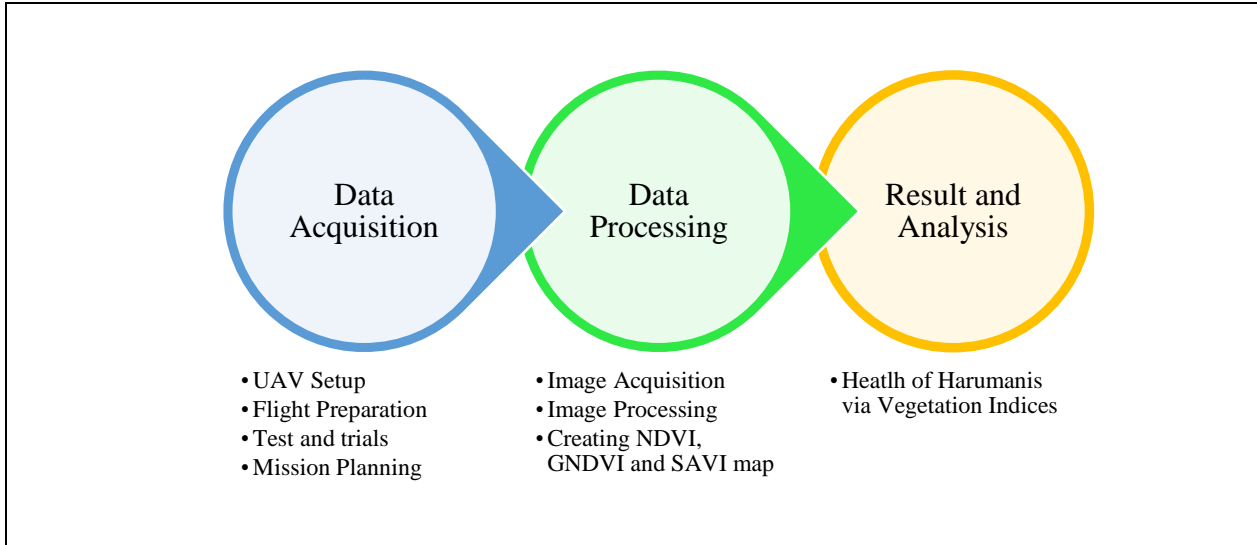 Data
Acquisition
Data
Processing
Result and
Analysis
• UAV Setup
• Flight Preparation
• Test and trials
• Mission Planning
• Image Acquisition
• Image Processing
• Creating NDVI,
GNDVI and SAVI map
• Heatlh of Harumanis
via Vegetation Indices